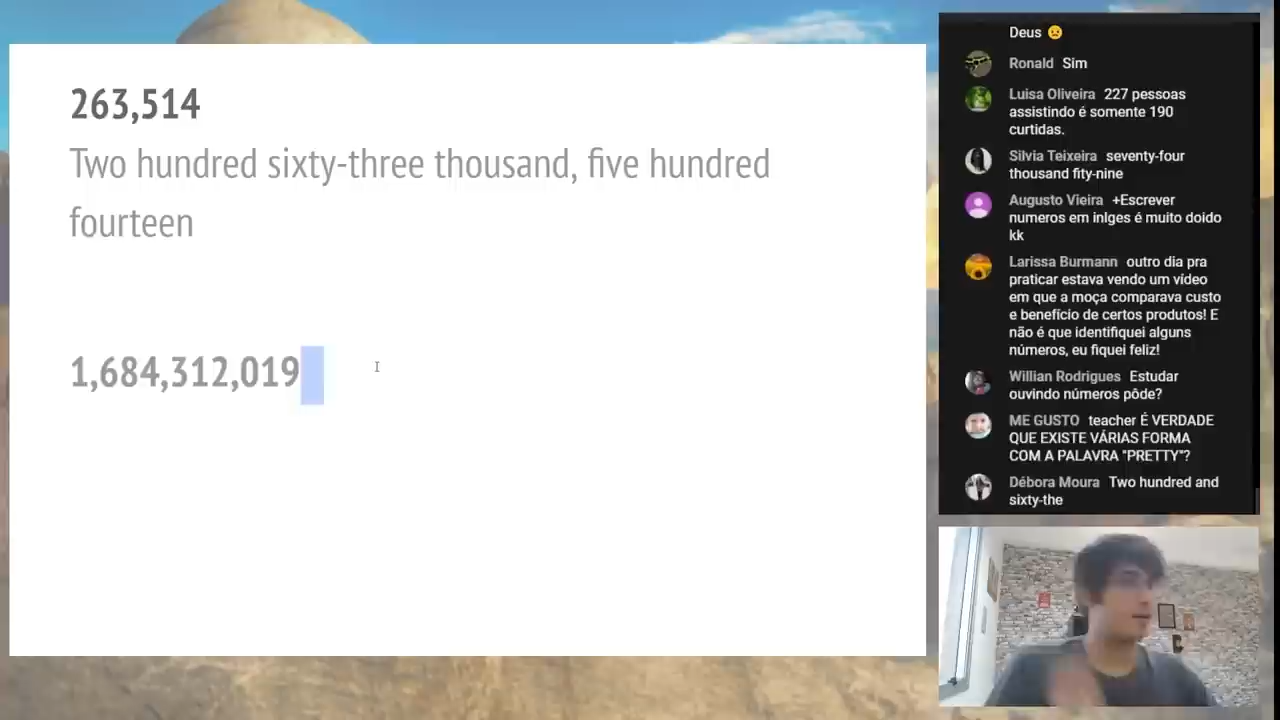 263,514
Two hundred sixty-three thousand, five hundred
fourteen
1,684,312,019
Deus 😟
Ronald Sim
Luisa Oliveira 227 pessoas
assistindo é somente 190
curtidas.
Silvia Teixeira seventy-four
thousand fity-nine
Augusto Vieira +Escrever
numeros em inlges é muito doido
kk
Larissa Burmann outro dia pra
praticar estava vendo um vídeo
em que a moça comparava custo
e benefício de certos produtos! E
não é que identifiquei alguns
números, eu fiquei feliz!
Willian Rodrigues Estudar
ouvindo números pôde?
ME GUSTO teacher É VERDADE
QUE EXISTE VÁRIAS FORMA
COM A PALAVRA "PRETTY"?
Débora Moura Two hundred and
sixty-the